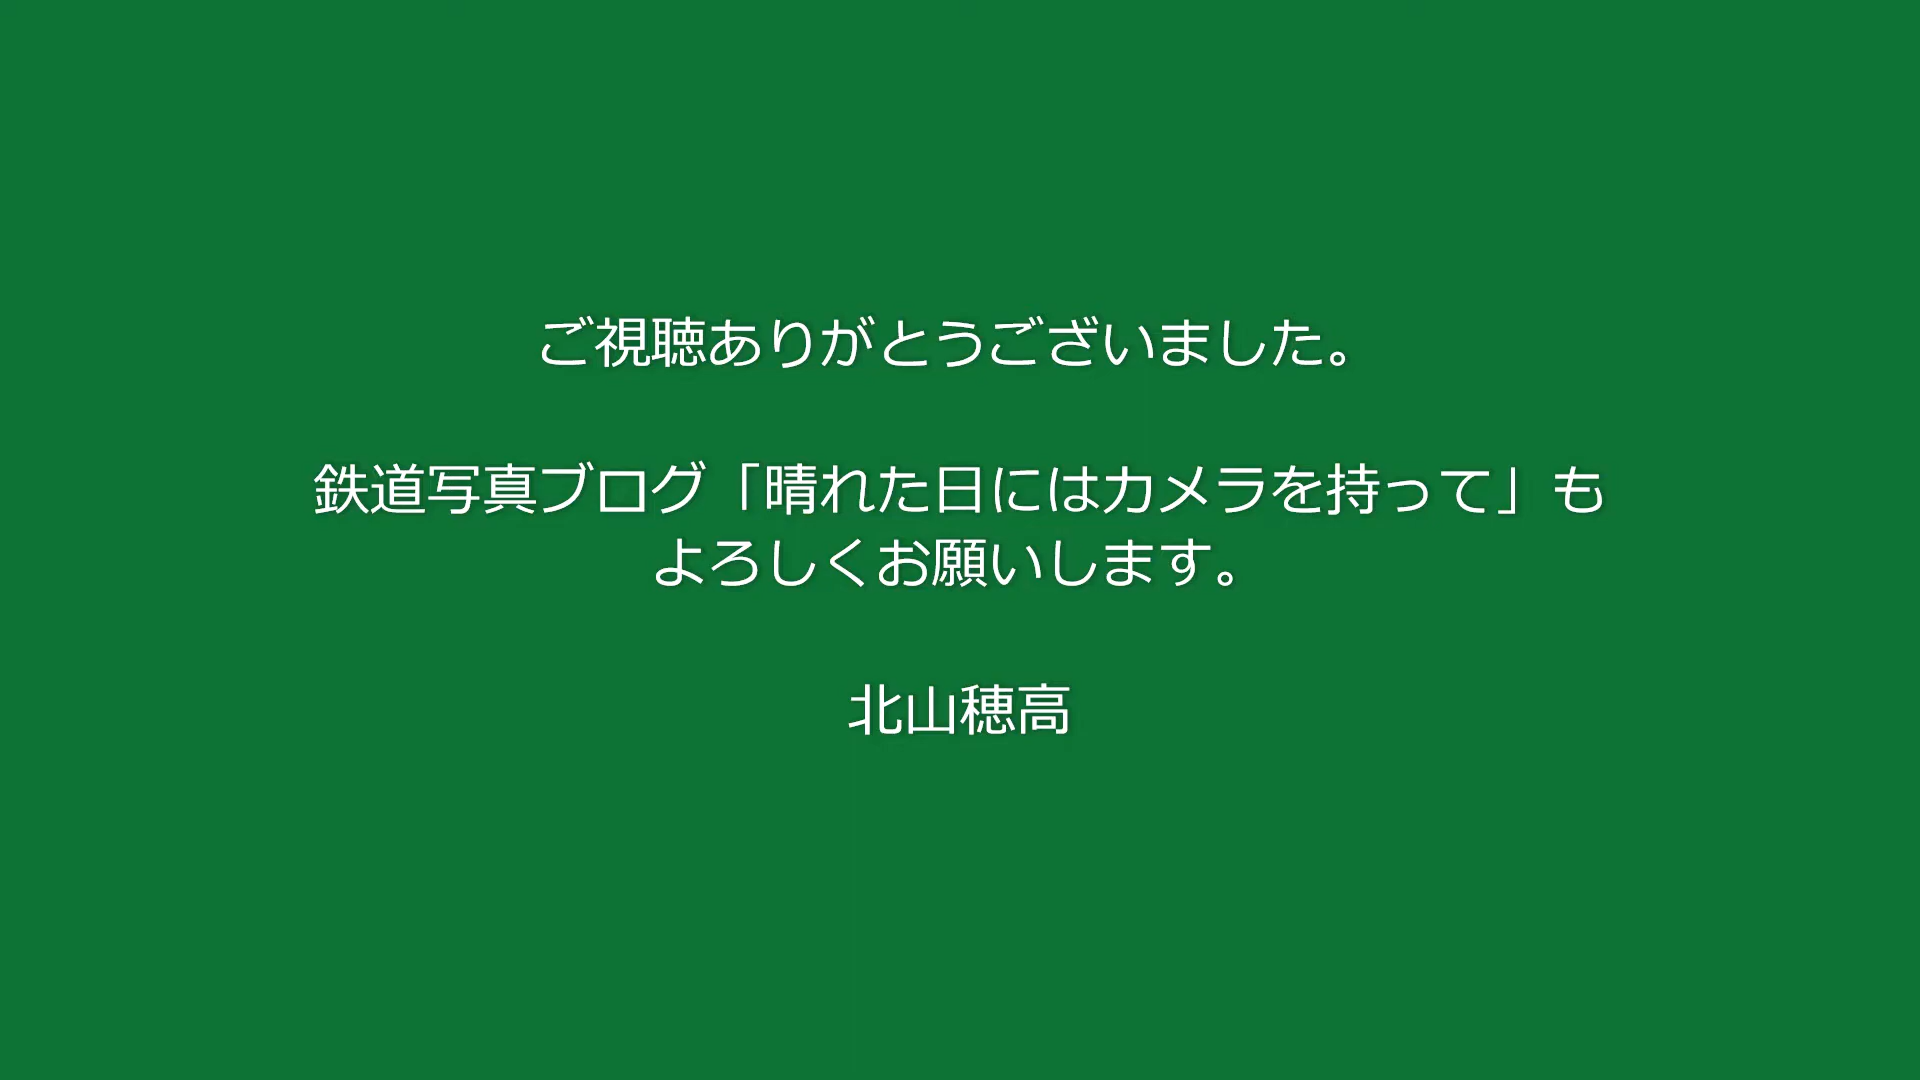 ご視聴ありがとうございました。
鉄道写真ブログ「晴れた日にはカメラを持って」も
よろしくお願いします。
北山穂高